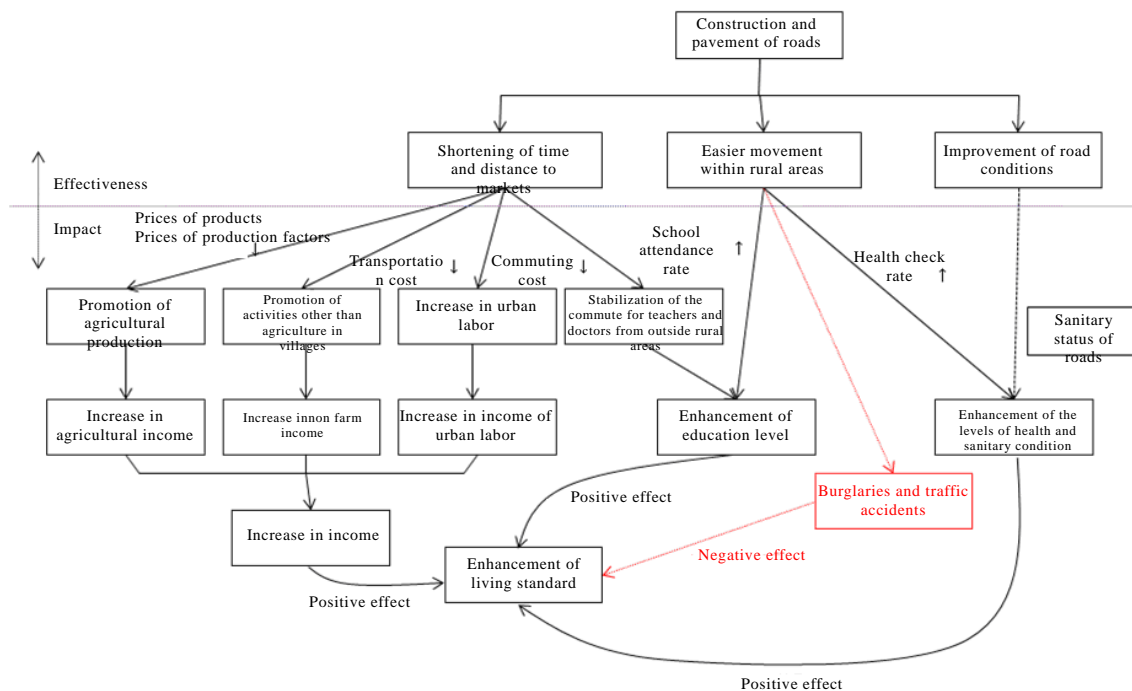 Construction and
pavement of roads
Shortening of time
and distance to
markets
Easier movement
within rural areas
Improvement of road
conditions
Effectiveness
Impact
Prices of products
Prices of production factors
↓
Transportatio
n cost
↓
Commuting
cost
↓
School
attendance
rate
↑
Health check
rate
↑
Promotion of
agricultural
production
Promotion of
activities other than
agriculture in
villages
Increase in urban
labor
Stabilization of the
commute for teachers and
doctors from outside rural
areas
Sanitary
status of
roads
Increase in
agricultural income
Increase innon farm
income
Increase in income of
urban labor
Enhancement of
education level
Enhancement of the
levels of health and
sanitary condition
Positive effect
Burglaries and traffic
accidents
Increase in income
Negative effect
Enhancement of
living standard
Positive effect
Positive effect